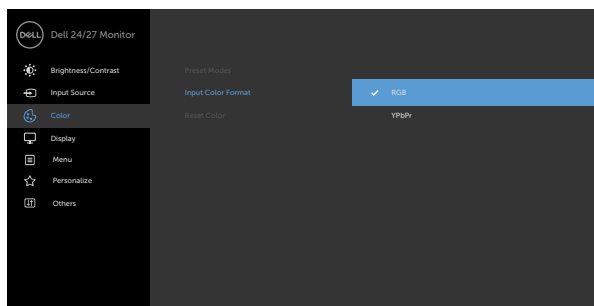 DELL
Dell 24/27 Monitor
Brightness/Contrast
Input Source
Color
Display
Menu
Personalize
Others
Preset Modes
Input Color Format
Reset Color
RGB
YPbPr